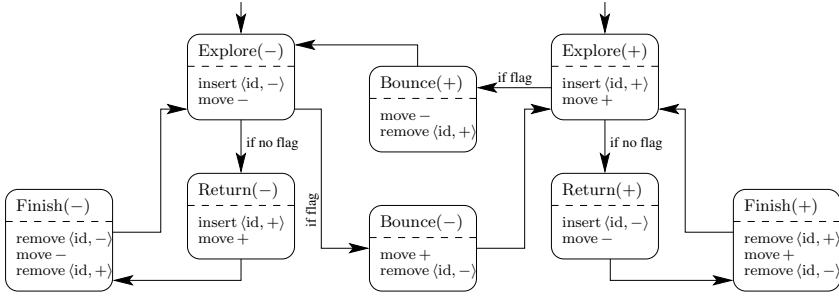 Explore(−)
insert ⟨id, −⟩
move −
Bounce(+)
move −
remove ⟨id, +⟩
if flag
Explore(+)
insert ⟨id, +⟩
move +
if no flag
if flag
if no flag
Finish(−)
remove ⟨id, −⟩
move −
remove ⟨id, +⟩
Return(−)
insert ⟨id, +⟩
move +
Bounce(−)
move +
remove ⟨id, −⟩
Return(+)
insert ⟨id, −⟩
move −
Finish(+)
remove ⟨id, +⟩
move +
remove ⟨id, −⟩